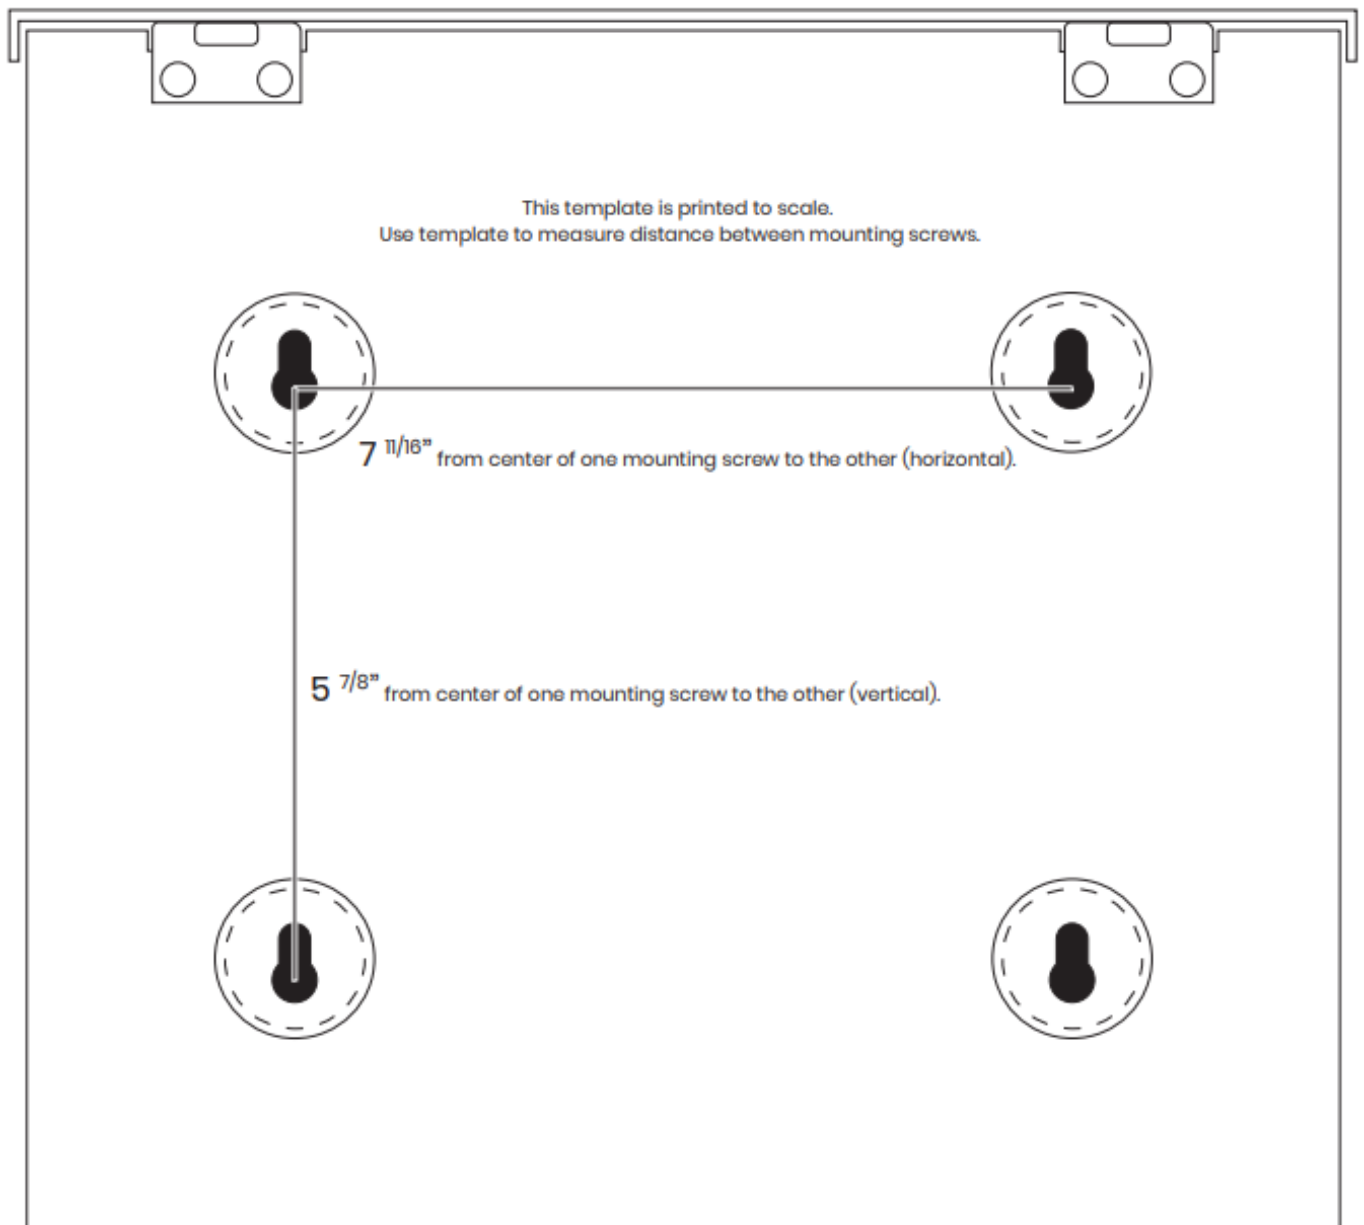 This template is printed to scale.
Use template to measure distance between mounting screws.
7 11/16” from center of one mounting screw to the other (horizontal).
5 7/8” from center of one mounting screw to the other (vertical).